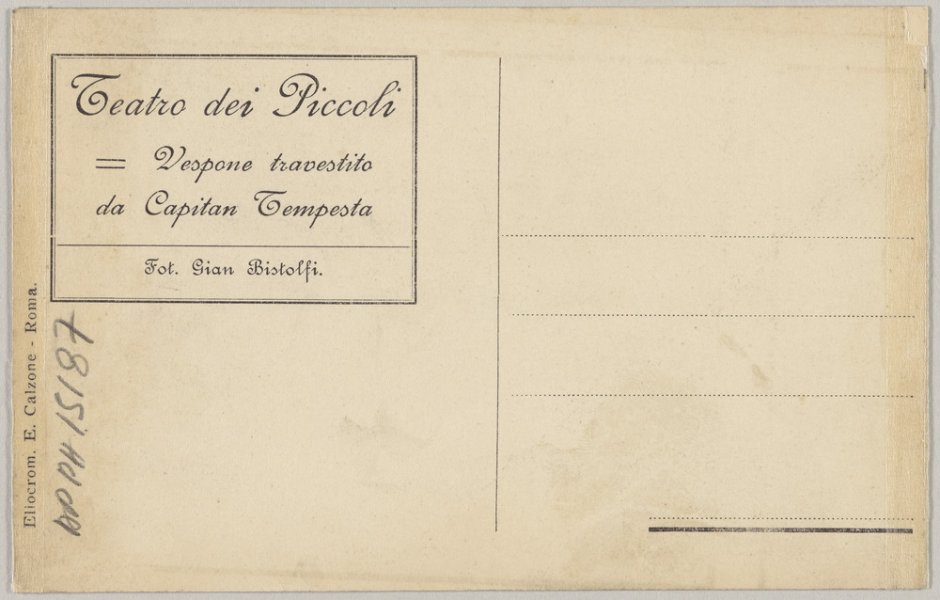 Teatro dei Piccoli
= Vespone travestito
da Capitan Tempesta
Fot. Gian Bistolfi.
Eliocrom. E. Calzone - Roma.